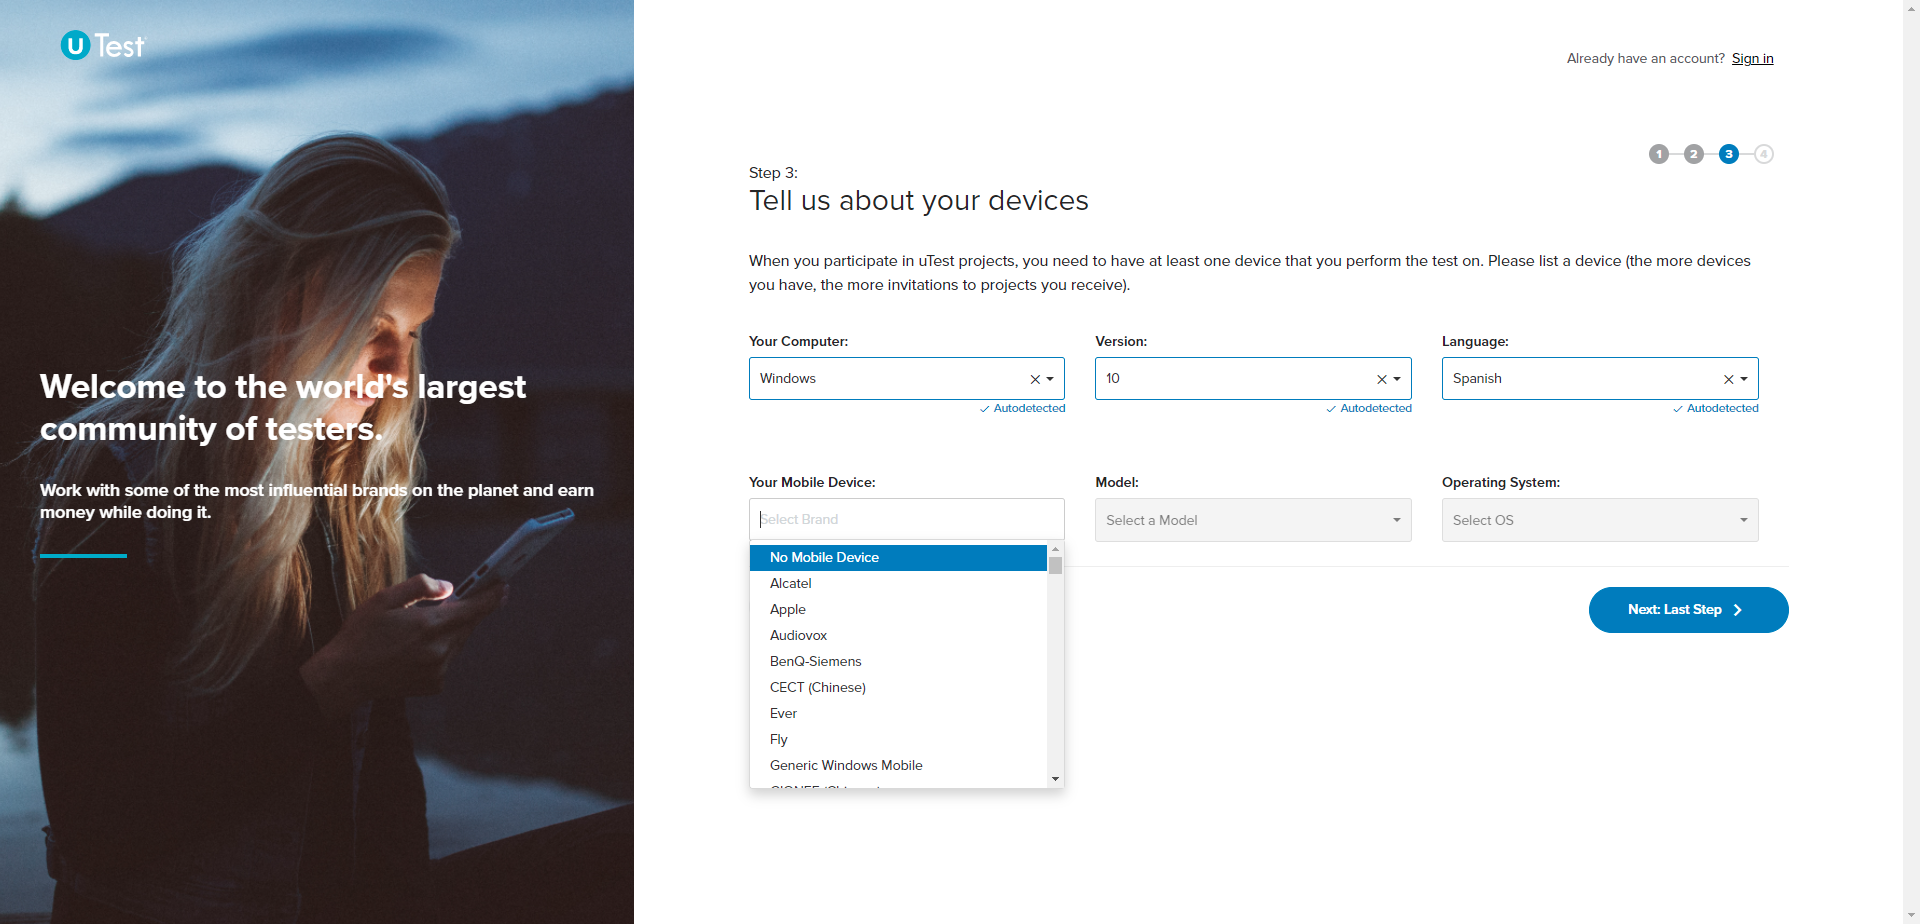 uTest
Welcome to the world's largest
community of testers.
Work with some of the most influential brands on the planet and earn
money while doing it.
Already have an account? Sign in
1 2 3 4
Step 3:
Tell us about your devices
When you participate in uTest projects, you need to have at least one device that you perform the test on. Please list a device (the more devices
you have, the more invitations to projects you receive).
Your Computer: Version: Language:
Windows 10 Spanish
Autodetected Autodetected Autodetected
Your Mobile Device: Model: Operating System:
Select Brand Select a Model Select OS
No Mobile Device
Alcatel
Apple
Audiovox
BenQ-Siemens
CECT (Chinese)
Ever
Fly
Generic Windows Mobile
Next: Last Step